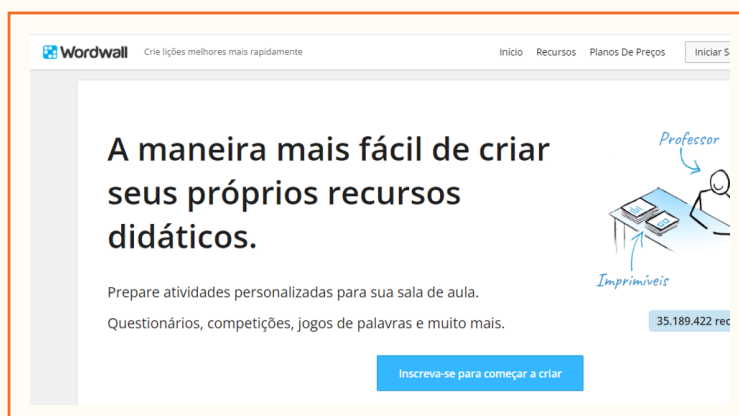 Wordwall Crie lições melhores mais rapidamente Início Recursos Planos De Preços Iniciar
A maneira mais fácil de criar
seus próprios recursos
didáticos.
Professor
Imprimíveis
Prepare atividades personalizadas para sua sala de aula.
Questionários, competições, jogos de palavras e muito mais.
35.189.422
Inscreva-se para começar a criar